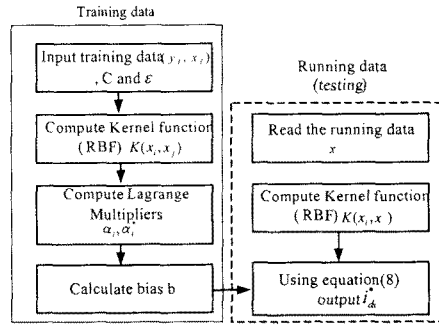 Training data
Input training data(y_i, x_i)
, C and ε
Compute Kernel function
(RBF) K(x_i, x_j)
Compute Lagrange
Multipliers
α_i, α_i^*
Calculate bias b
Running data
(testing)
Read the running data
x
Compute Kernel function
(RBF) K(x_i, x)
Using equation(8)
output i_ds^*